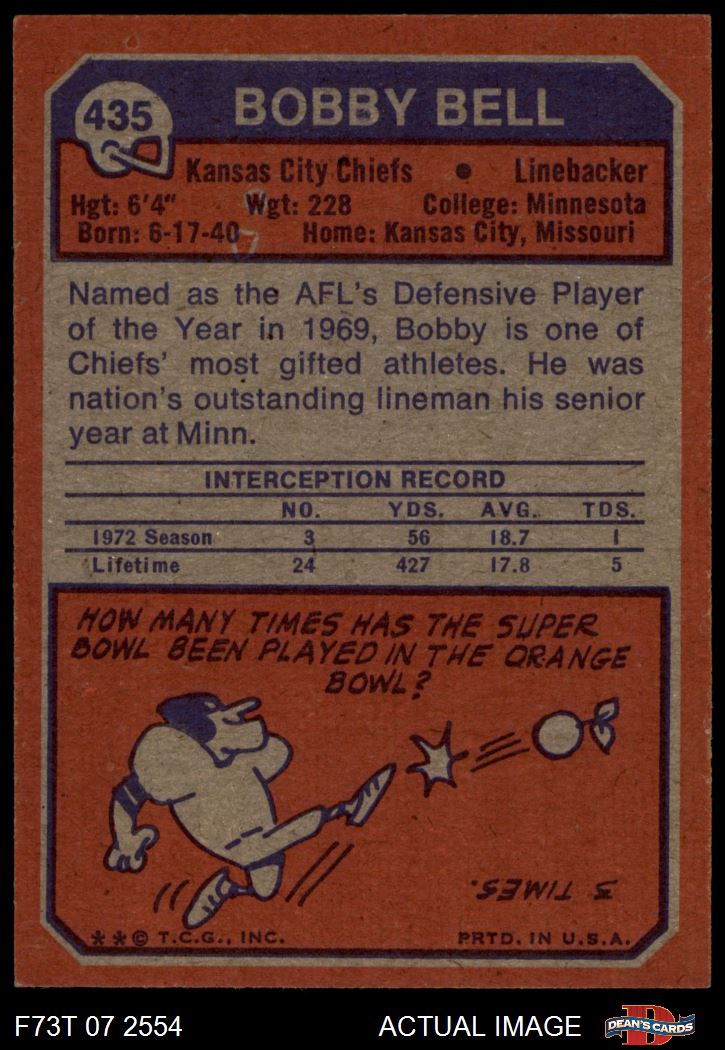 435
BOBBY BELL
Kansas City Chiefs • Linebacker
Hgt: 6'4" Wgt: 228 College: Minnesota
Born: 6-17-40 Home: Kansas City, Missouri
Named as the AFL's Defensive Player
of the Year in 1969, Bobby is one of
Chiefs' most gifted athletes. He was
nation's outstanding lineman his senior
year at Minn.
INTERCEPTION RECORD
NO. YDS. AVG. TDS.
1972 Season 3 56 18.7 1
Lifetime 24 427 17.8 5
HOW MANY TIMES HAS THE SUPER
BOWL BEEN PLAYED IN THE ORANGE
BOWL?
3 TIMES.
**© T.C.G., INC. PRTD. IN U.S.A.
F73T 07 2554 ACTUAL IMAGE DEAN'S CARDS